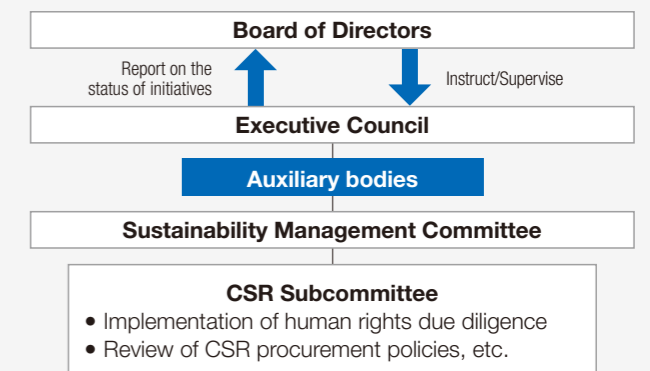 Board of Directors
Report on the
status of initiatives
Instruct/Supervise
Executive Council
Auxiliary bodies
Sustainability Management Committee
CSR Subcommittee
• Implementation of human rights due diligence
• Review of CSR procurement policies, etc.